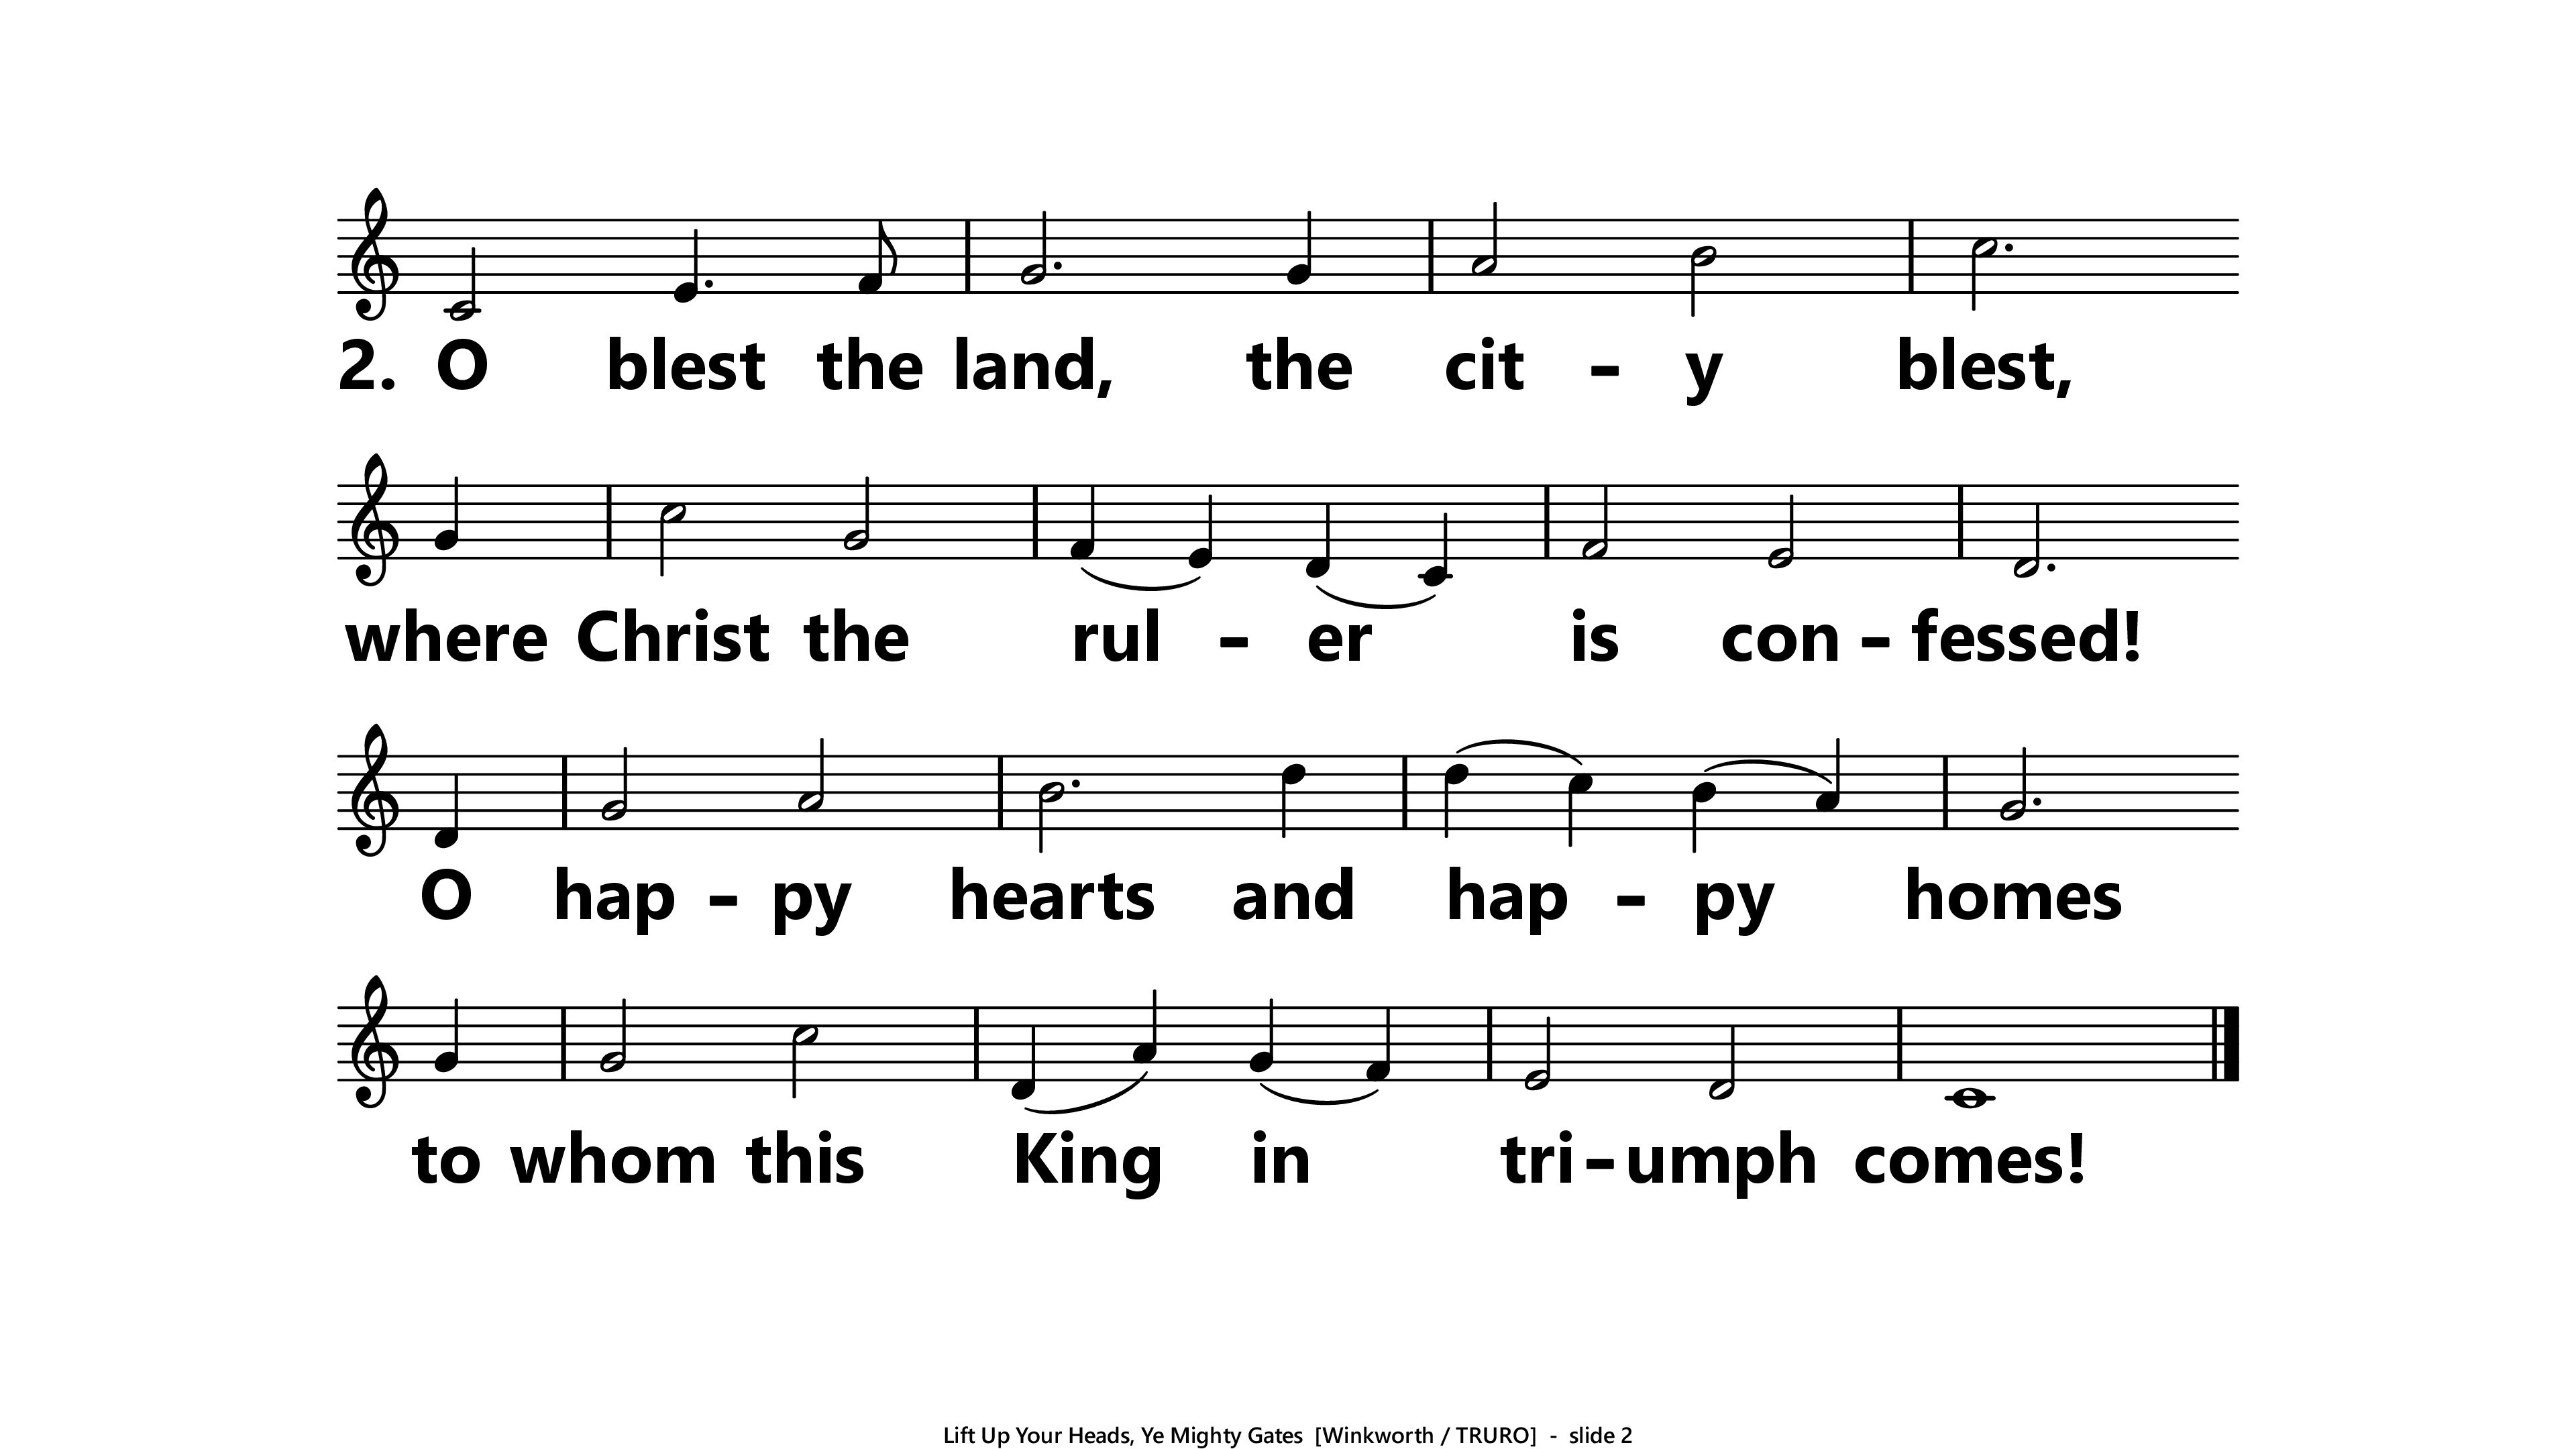 2. O blest the land, the cit - y blest,
where Christ the rul - er is con - fessed!
O hap - py hearts and hap - py homes
to whom this King in tri - umph comes!
Lift Up Your Heads, Ye Mighty Gates [Winkworth / TRURO] - slide 2